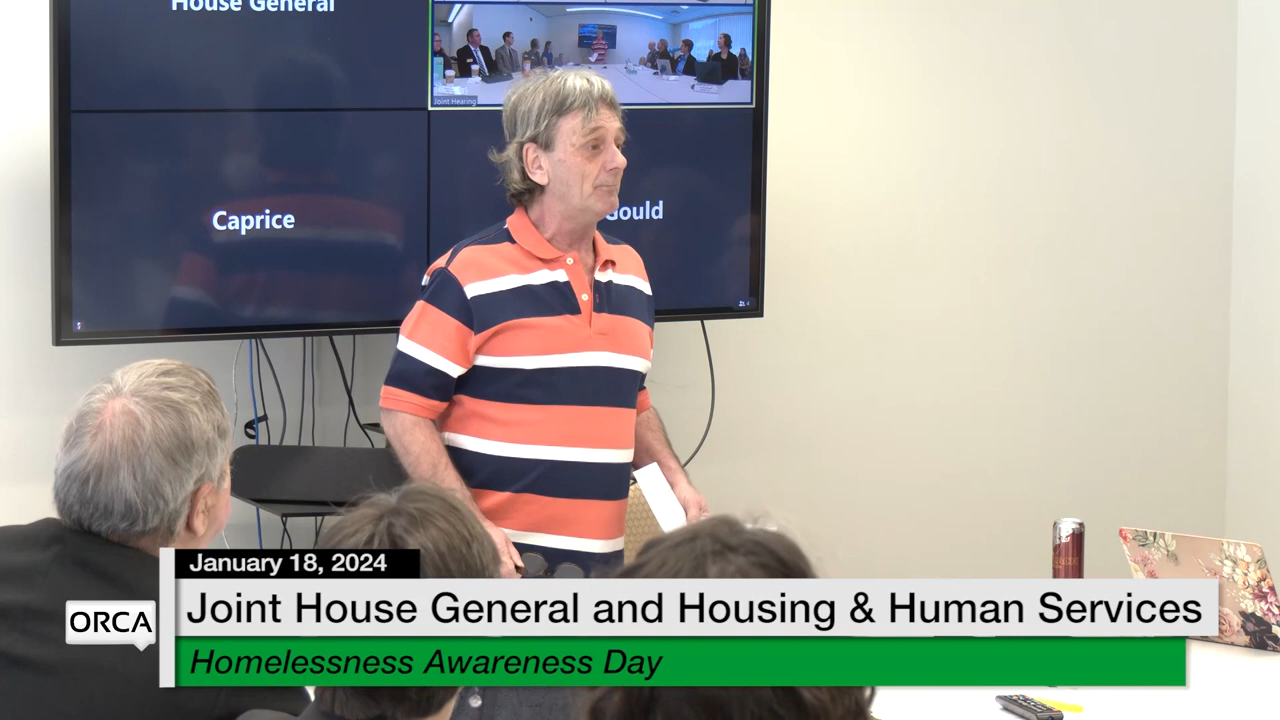 House General
Joint Hearing
Caprice
Gould
January 18, 2024
Joint House General and Housing & Human Services
ORCA
Homelessness Awareness Day